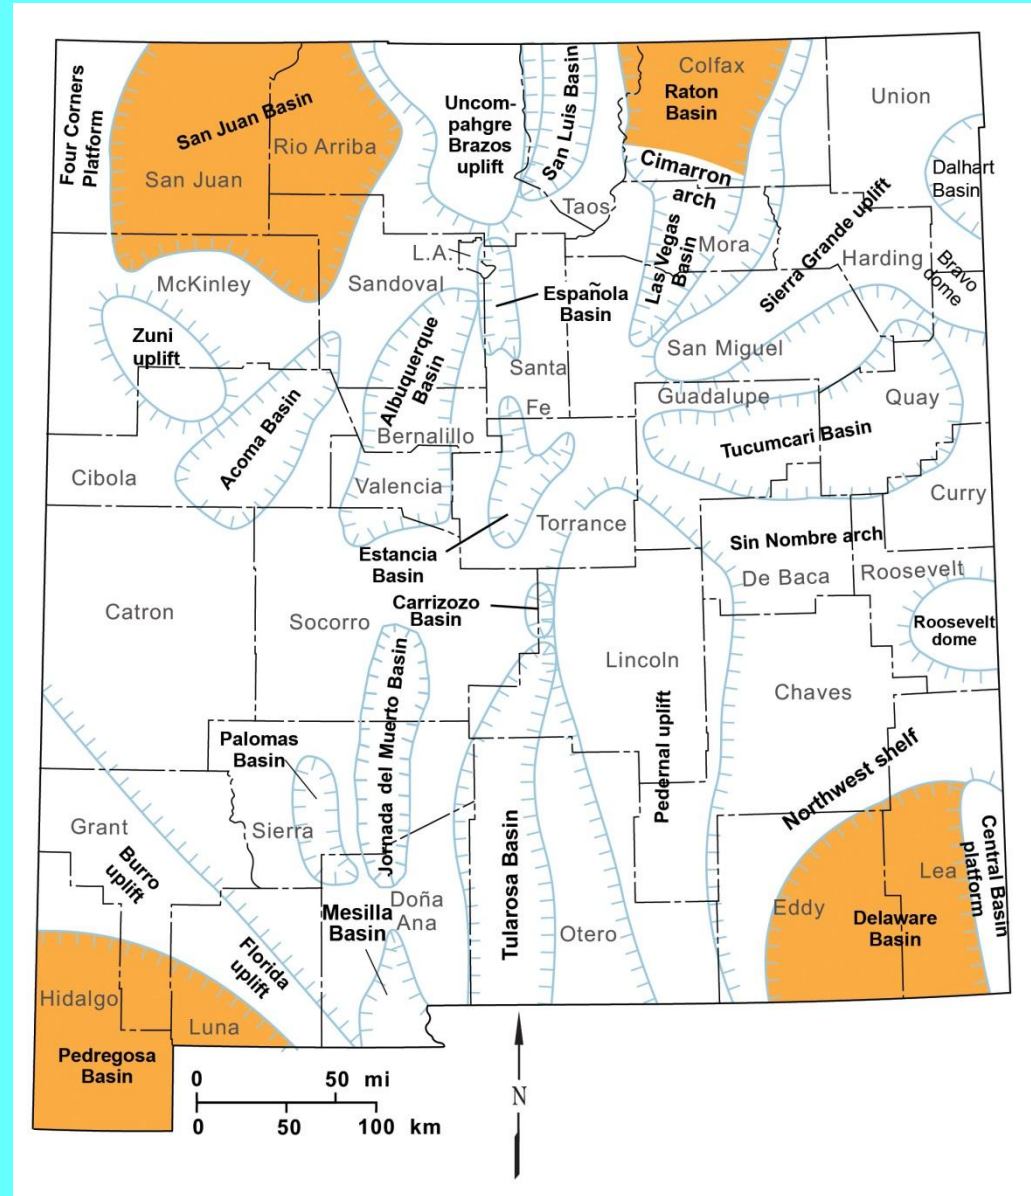 Four Corners
Platform
San Juan Basin
Rio Arriba
San Juan
Uncom-
pahgre
Brazos
uplift
San Luis Basin
Colfax
Raton
Basin
Union
Cimarron
arch
Dalhart
Basin
Taos
Las Vegas
Basin
Mora
Sierra Grande uplift
Harding
Bravo
dome
L.A.
McKinley
Sandoval
Española
Basin
Zuni
uplift
Albuquerque
Basin
San Miguel
Santa
Fe
Guadalupe
Quay
Acoma Basin
Bernalillo
Tucumcari Basin
Cibola
Valencia
Curry
Torrance
Sin Nombre arch
Estancia
Basin
De Baca
Roosevelt
Catron
Carrizozo
Basin
Socorro
Roosevelt
dome
Lincoln
Jornada del Muerto Basin
Chaves
Pedernal uplift
Palomas
Basin
Northwest shelf
Grant
Sierra
Burro
uplift
Tularosa Basin
Central Basin
platform
Lea
Doña
Ana
Mesilla
Basin
Eddy
Delaware
Basin
Otero
Florida
uplift
Hidalgo
Luna
Pedregosa
Basin
0 50 mi
0 50 100 km
N